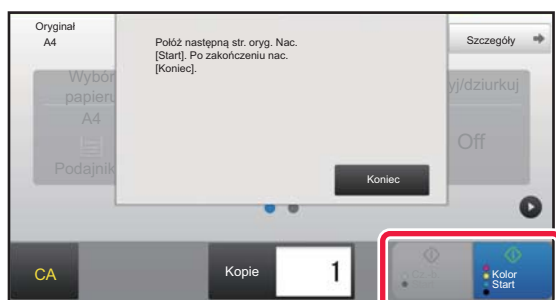 Oryginał
A4
Położ następną str. oryg. Nac.
[Start]. Po zakończeniu nac.
[Koniec].
Szczegóły
Wybór
papieru
A4
Podajnik
yj/dziurkuj
Off
Koniec
CA
Kopie
1
Kolor
Start